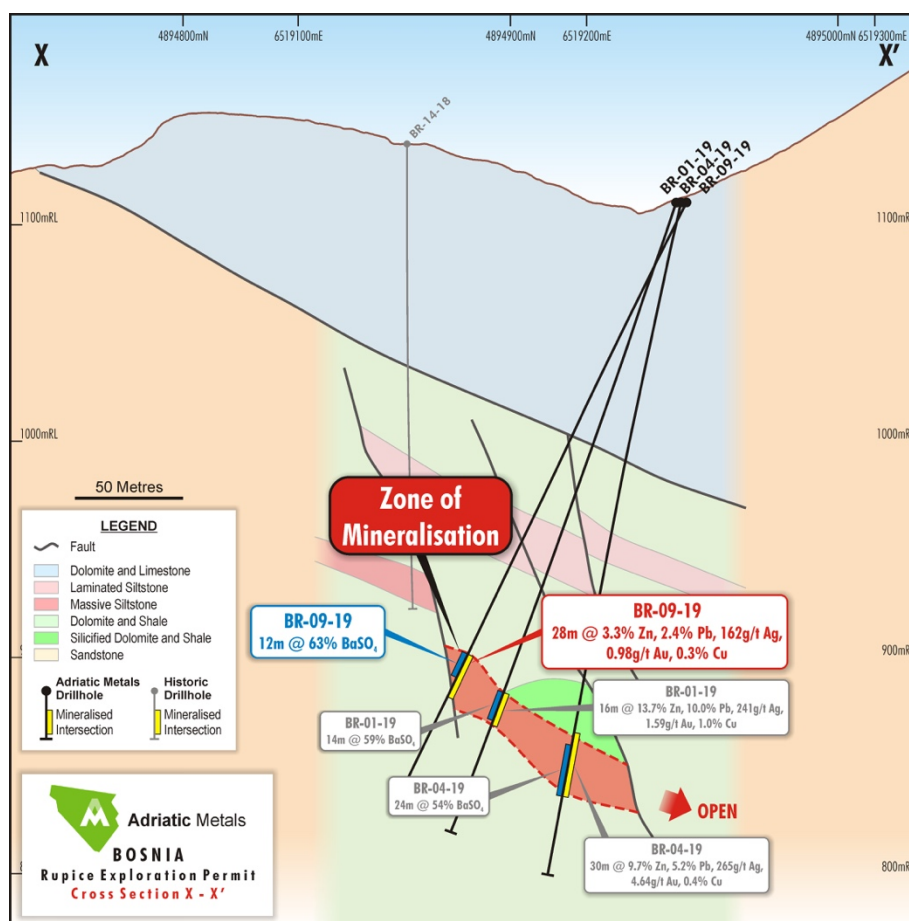 4894800mN
6519100mE
4894900mN
6519200mE
4895000mN
6519300mE
X
X'
BR-14-18
BR-01-19
BR-04-19
BR-09-19
1100mRL
1100mR
1000mRL
1000mR
50 Metres
LEGEND
Fault
Dolomite and Limestone
Laminated Siltstone
Massive Siltstone
Dolomite and Shale
Silicified Dolomite and Shale
Sandstone
Adriatic Metals
Drillhole
Historic
Drillhole
Mineralised
Intersection
Mineralised
Intersection
Zone of
Mineralisation
BR-09-19
12m @ 63% BaSO₄
BR-09-19
28m @ 3.3% Zn, 2.4% Pb, 162g/t Ag,
0.98g/t Au, 0.3% Cu
900mR
BR-01-19
16m @ 13.7% Zn, 10.0% Pb, 241g/t Ag,
1.59g/t Au, 1.0% Cu
BR-01-19
14m @ 59% BaSO₄
BR-04-19
24m @ 54% BaSO₄
OPEN
BR-04-19
30m @ 9.7% Zn, 5.2% Pb, 265g/t Ag,
4.64g/t Au, 0.4% Cu
800mR
Adriatic Metals
BOSNIA
Rupice Exploration Permit
Cross Section X - X'